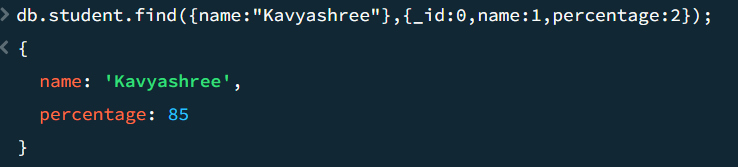 > db.student.find({name:"Kavyashree"},{_id:0,name:1,percentage:2});
< {
name: 'Kavyashree',
percentage: 85
}